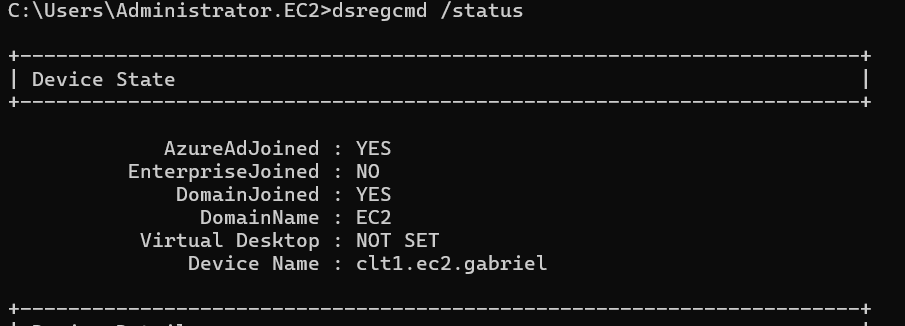 C:\Users\Administrator.EC2>dsregcmd /status
+----------------------------------------------------------------------+
| Device State                                                         |
+----------------------------------------------------------------------+
AzureAdJoined : YES
EnterpriseJoined : NO
DomainJoined : YES
DomainName : EC2
Virtual Desktop : NOT SET
Device Name : clt1.ec2.gabriel
+----------------------------------------------------------------------+